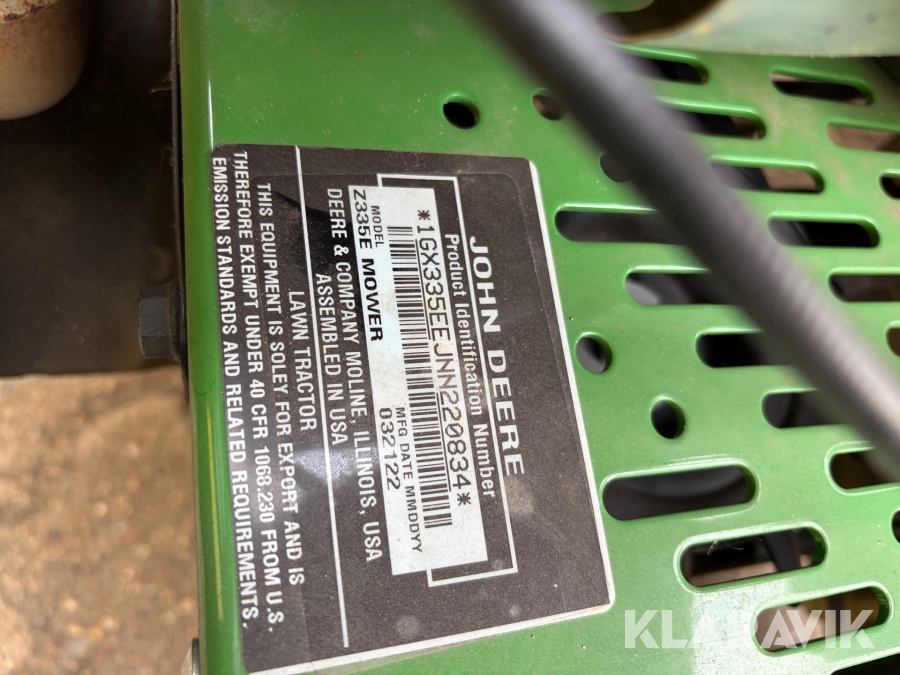 JOHN DEERE
Product Identification Number
*1GX335EEJNN220834*
MODEL
Z335E MOWER
MFG DATE MMDDYY
032122
DEERE & COMPANY MOLINE, ILLINOIS, USA
ASSEMBLED IN USA
LAWN TRACTOR
THIS EQUIPMENT IS SOLEY FOR EXPORT AND IS
THEREFORE EXEMPT UNDER 40 CFR 1068.230 FROM U.S.
EMISSION STANDARDS AND RELATED REQUIREMENTS.
KLARAVIK